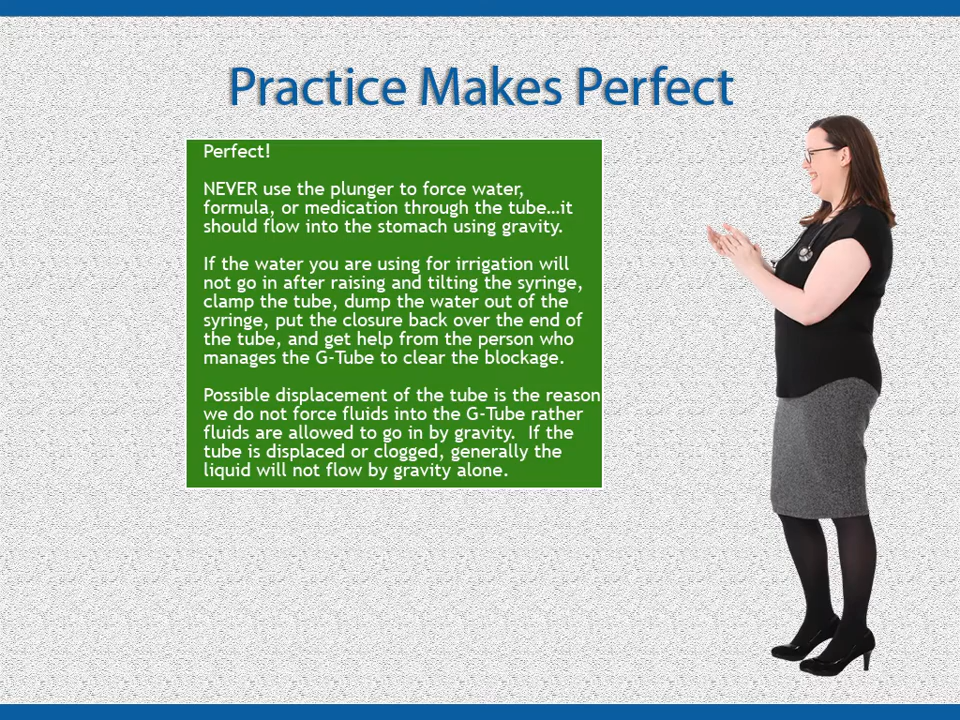 Practice Makes Perfect
Perfect!
NEVER use the plunger to force water,
formula, or medication through the tube…it
should flow into the stomach using gravity.
If the water you are using for irrigation will
not go in after raising and tilting the syringe,
clamp the tube, dump the water out of the
syringe, put the closure back over the end of
the tube, and get help from the person who
manages the G-Tube to clear the blockage.
Possible displacement of the tube is the reason
we do not force fluids into the G-Tube rather
fluids are allowed to go in by gravity.  If the
tube is displaced or clogged, generally the
liquid will not flow by gravity alone.